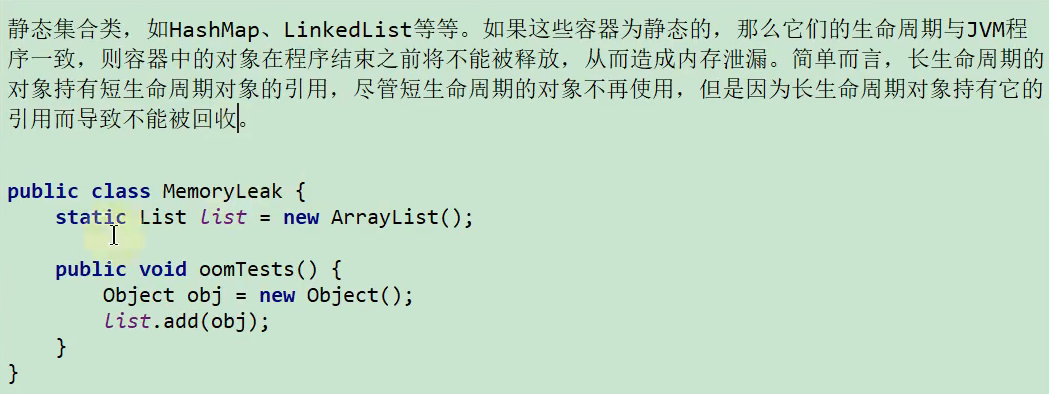 静态集合类，如HashMap、LinkedList等等。如果这些容器为静态的，那么它们的生命周期与JVM程
序一致，则容器中的对象在程序结束之前将不能被释放，从而造成内存泄漏。简单而言，长生命周期的
对象持有短生命周期对象的引用，尽管短生命周期的对象不再使用，但是因为长生命周期对象持有它的
引用而导致不能被回收。
public class MemoryLeak {
    static List list = new ArrayList();
    public void oomTests() {
        Object obj = new Object();
        list.add(obj);
    }
}